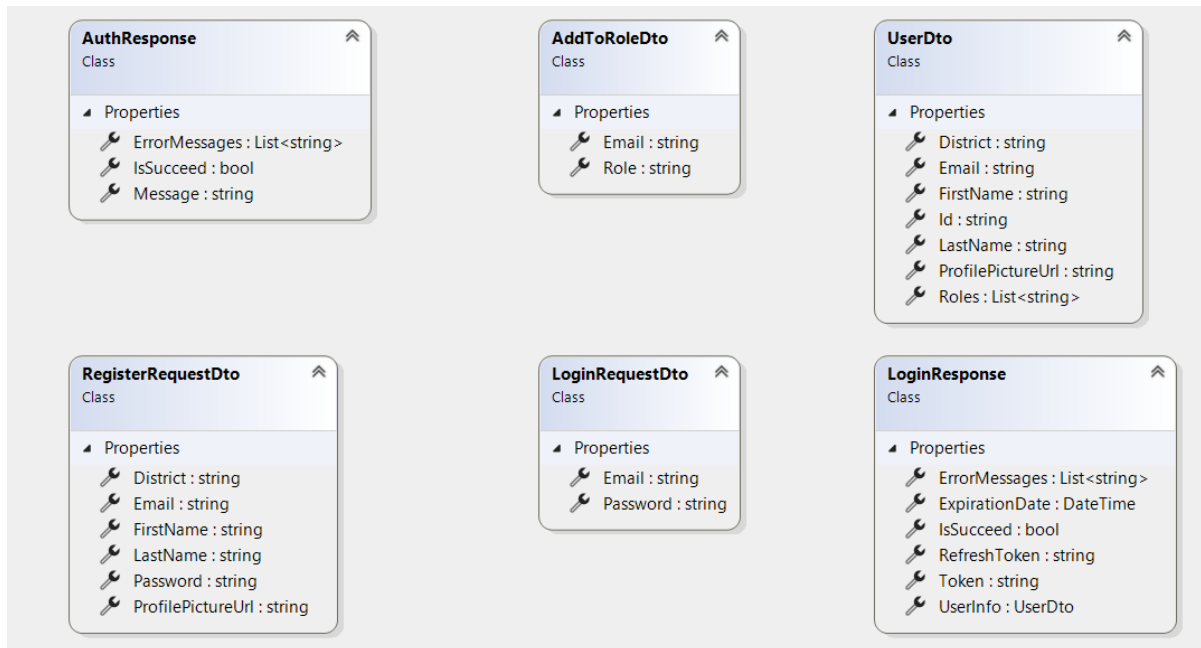 AuthResponse
Class
Properties
ErrorMessages : List<string>
IsSucceed : bool
Message : string
AddToRoleDto
Class
Properties
Email : string
Role : string
UserDto
Class
Properties
District : string
Email : string
FirstName : string
Id : string
LastName : string
ProfilePictureUrl : string
Roles : List<string>
RegisterRequestDto
Class
Properties
District : string
Email : string
FirstName : string
LastName : string
Password : string
ProfilePictureUrl : string
LoginRequestDto
Class
Properties
Email : string
Password : string
LoginResponse
Class
Properties
ErrorMessages : List<string>
ExpirationDate : DateTime
IsSucceed : bool
RefreshToken : string
Token : string
UserInfo : UserDto